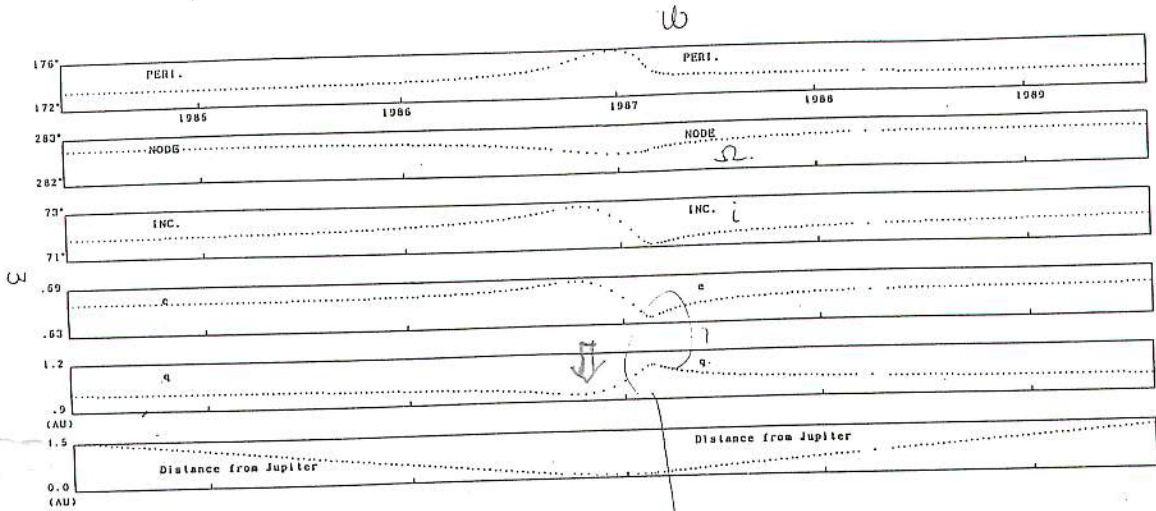 ω
176°
PERI.
PERI.
172°
1985
1986
1987
1988
1989
283°
NODE
NODE
Ω.
282°
73°
INC.
INC.
i
71°
ω
.69
e
e
.63
1.2
q
q.
.9
(AU)
1.5
Distance from Jupiter
Distance from Jupiter
0.0
(AU)